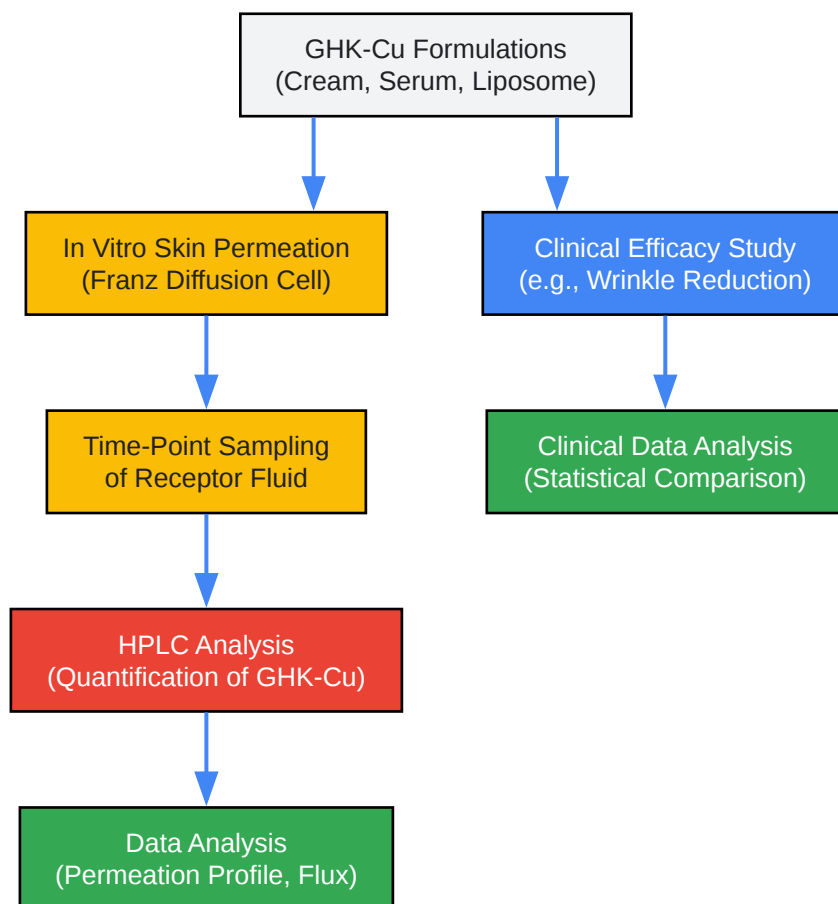 GHK-Cu Formulations
(Cream, Serum, Liposome)
In Vitro Skin Permeation
(Franz Diffusion Cell)
Clinical Efficacy Study
(e.g., Wrinkle Reduction)
Time-Point Sampling
of Receptor Fluid
Clinical Data Analysis
(Statistical Comparison)
HPLC Analysis
(Quantification of GHK-Cu)
Data Analysis
(Permeation Profile, Flux)